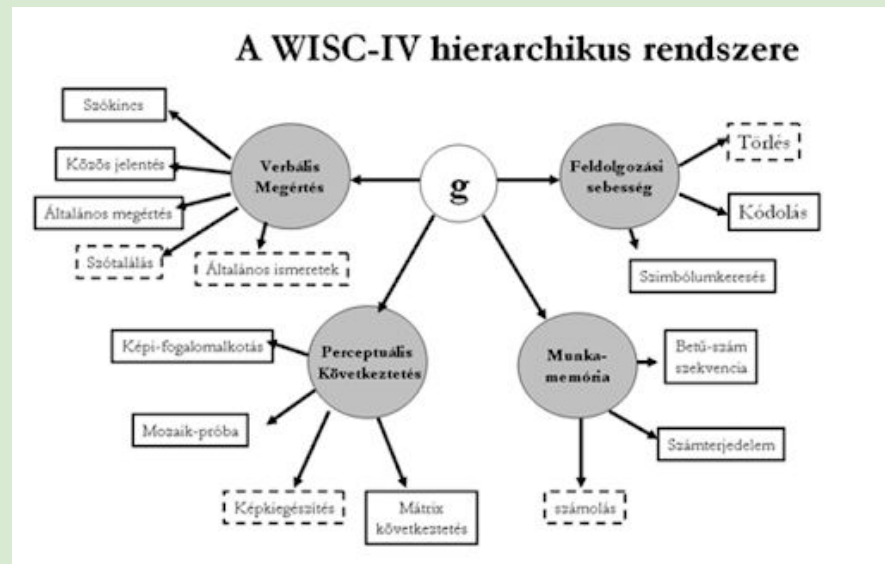 A WISC-IV hierarchikus rendszere
Szókincs
Közös jelentés
Általános megértés
Szótalálás
Általános ismeretek
Verbális
Megértés
g
Feldolgozási
sebesség
Törlés
Kódolás
Szimbólumkeresés
Képi-fogalomalkotás
Mozaik-próba
Perceptuális
Következtetés
Képkiegészítés
Mátrix
következtetés
Munka-
memória
Betű-szám
szekvencia
Számterjedelem
számolás